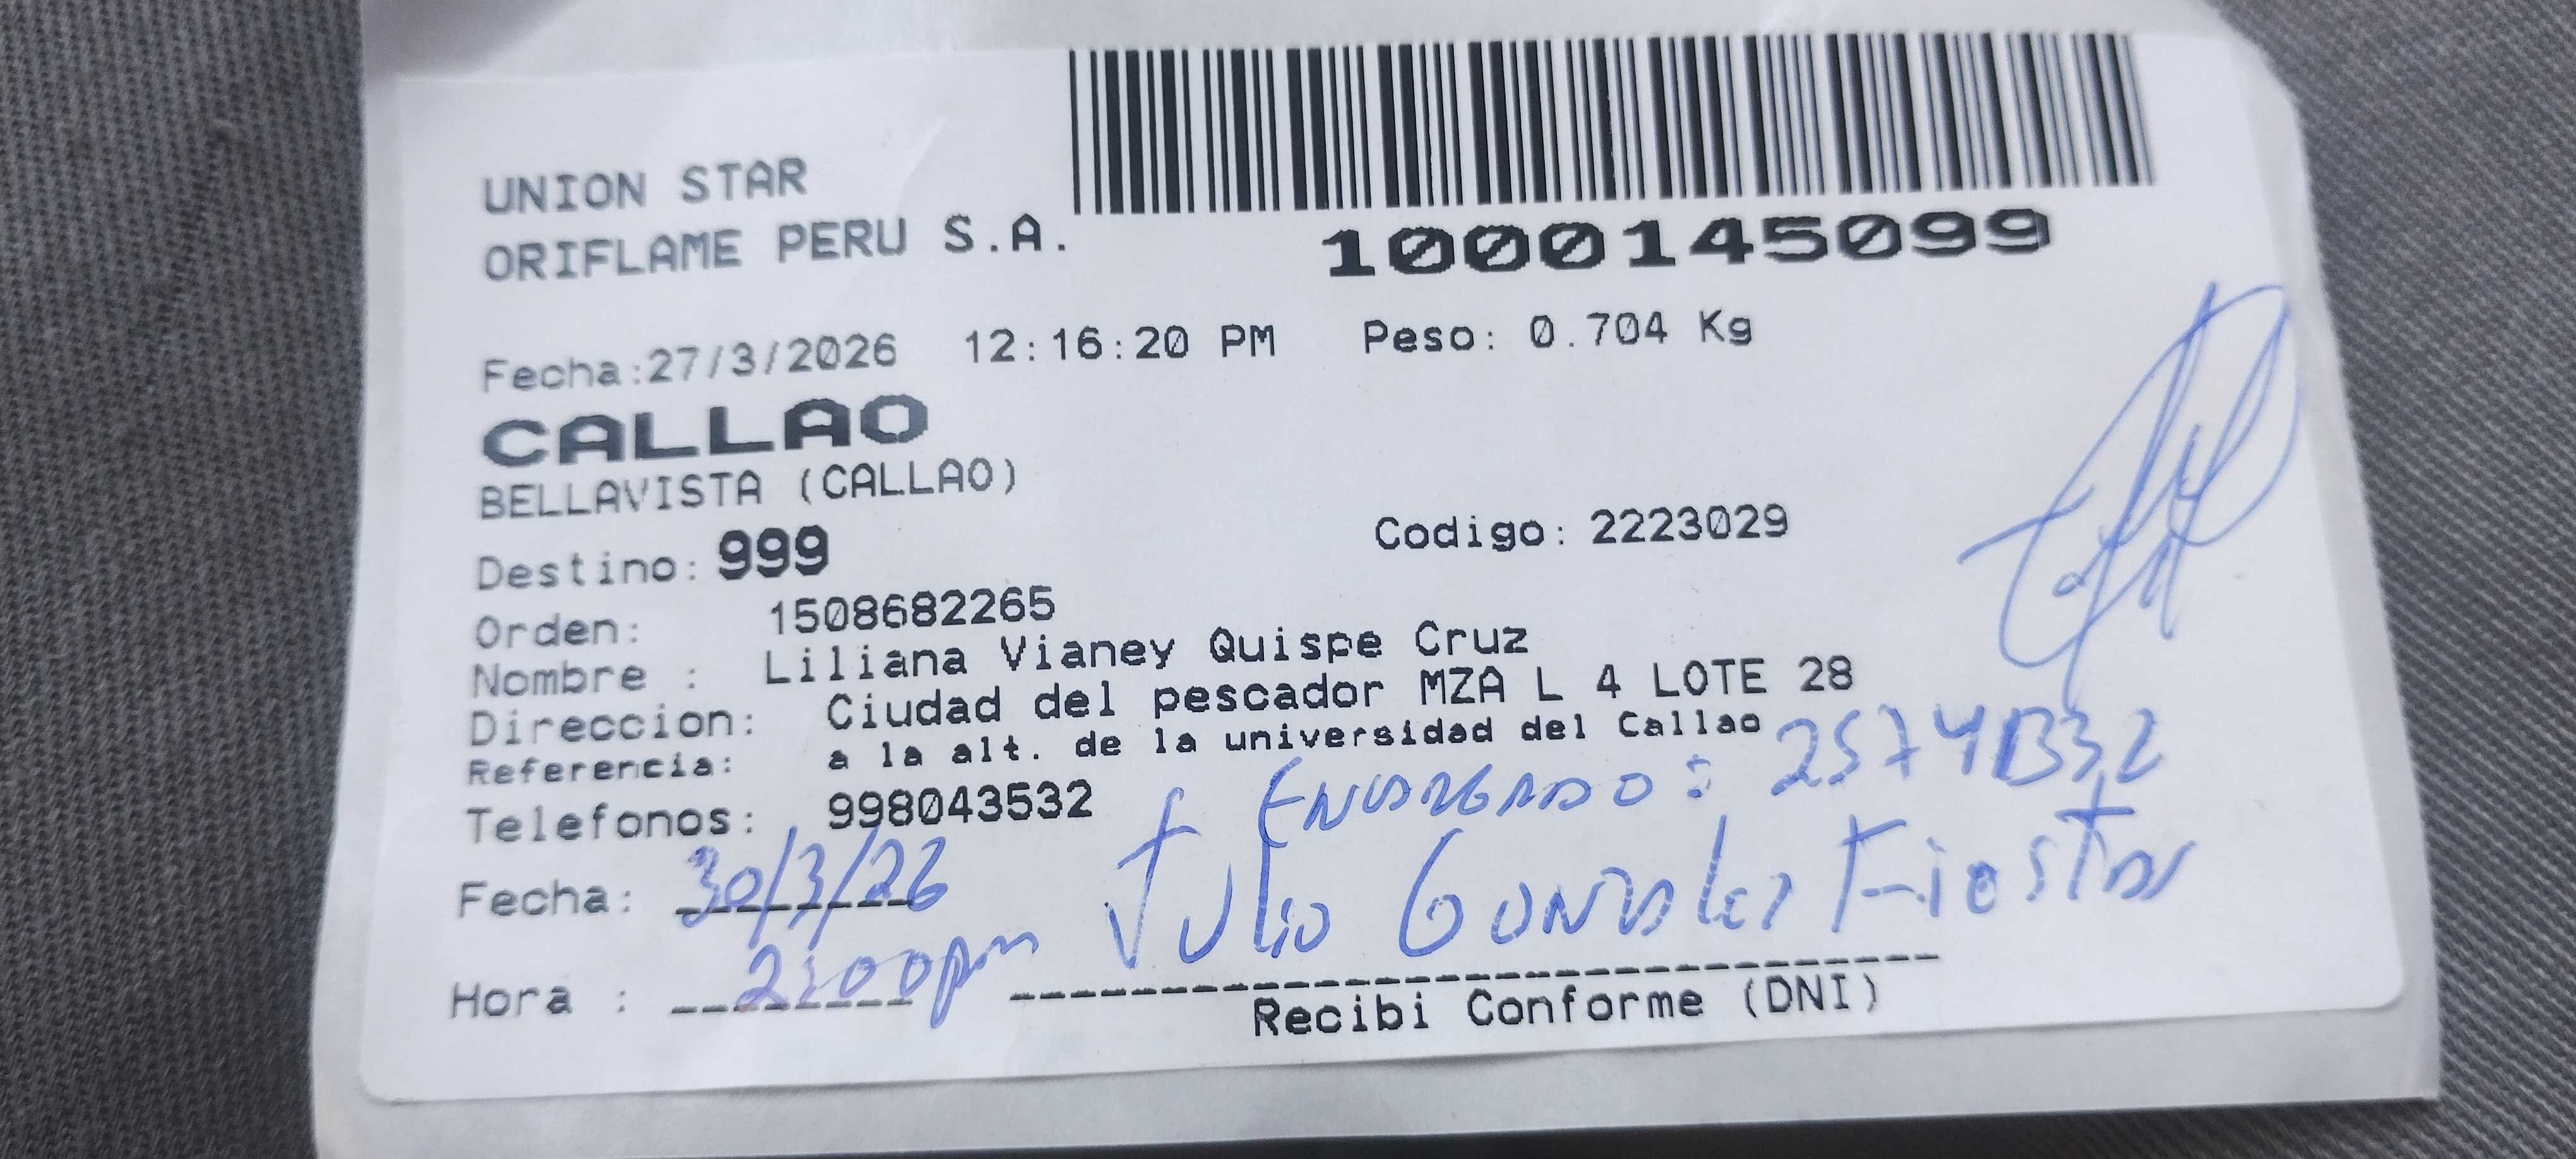 UNION STAR
ORIFLAME PERU S.A.
1000145099
Fecha:27/3/2026 12:16:20 PM Peso: 0.704 Kg
CALLAO
BELLAVISTA (CALLAO)
Destino: 999 Codigo: 2223029
Orden: 1508682265
Nombre : Liliana Vianey Quispe Cruz
Direccion: Ciudad del pescador MZA L 4 LOTE 28
Referencia: a la alt. de la universidad del Callao
Telefonos: 998043532
Fecha: 30/3/26 Julio Gonzales
Hora : 2:00pm
Recibi Conforme (DNI)